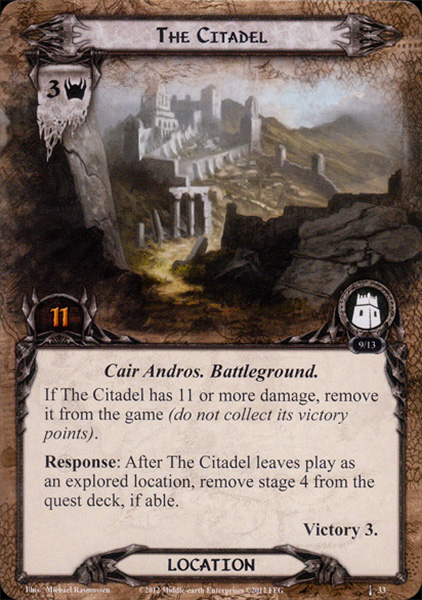 The Citadel
3
11
9/13
Cair Andros. Battleground.
If The Citadel has 11 or more damage, remove
it from the game (do not collect its victory
points).
Response: After The Citadel leaves play as
an explored location, remove stage 4 from the
quest deck, if able.
Victory 3.
LOCATION
Illus. Michael Rasmussen ©2012 Middle-earth Enterprises ©2012 FFG 33